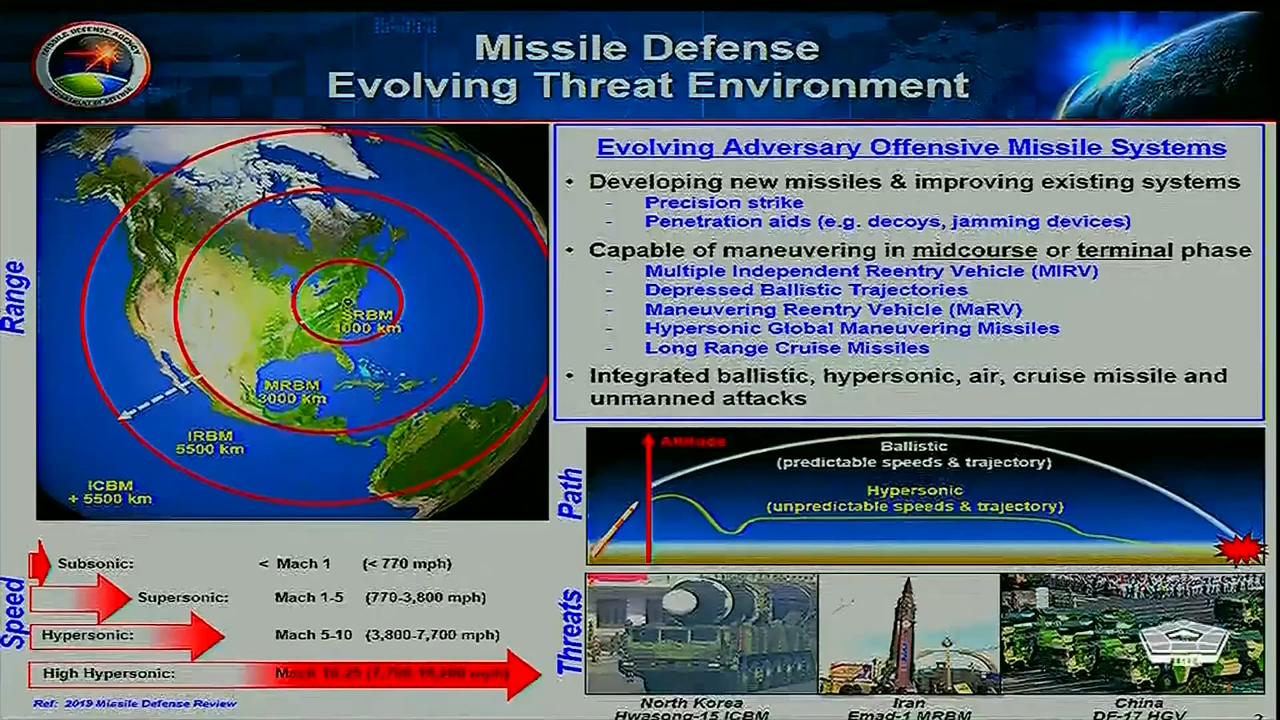 MISSILE DEFENSE AGENCY
Missile Defense
Evolving Threat Environment
Range
SRBM
1000 km
MRBM
3000 km
IRBM
5500 km
ICBM
+ 5500 km
Evolving Adversary Offensive Missile Systems
• Developing new missiles & improving existing systems
- Precision strike
- Penetration aids (e.g. decoys, jamming devices)
• Capable of maneuvering in midcourse or terminal phase
- Multiple Independent Reentry Vehicle (MIRV)
- Depressed Ballistic Trajectories
- Maneuvering Reentry Vehicle (MaRV)
- Hypersonic Global Maneuvering Missiles
- Long Range Cruise Missiles
• Integrated ballistic, hypersonic, air, cruise missile and
unmanned attacks
Path
Altitude
Ballistic
(predictable speeds & trajectory)
Hypersonic
(unpredictable speeds & trajectory)
Speed
Subsonic: < Mach 1 (< 770 mph)
Supersonic: Mach 1-5 (770-3,800 mph)
Hypersonic: Mach 5-10 (3,800-7,700 mph)
High Hypersonic: Mach 10-25
Ref: 2019 Missile Defense Review
Threats
North Korea
Hwasong-15 ICBM
Iran
Emad-1 MRBM
China
DF-17 HGV